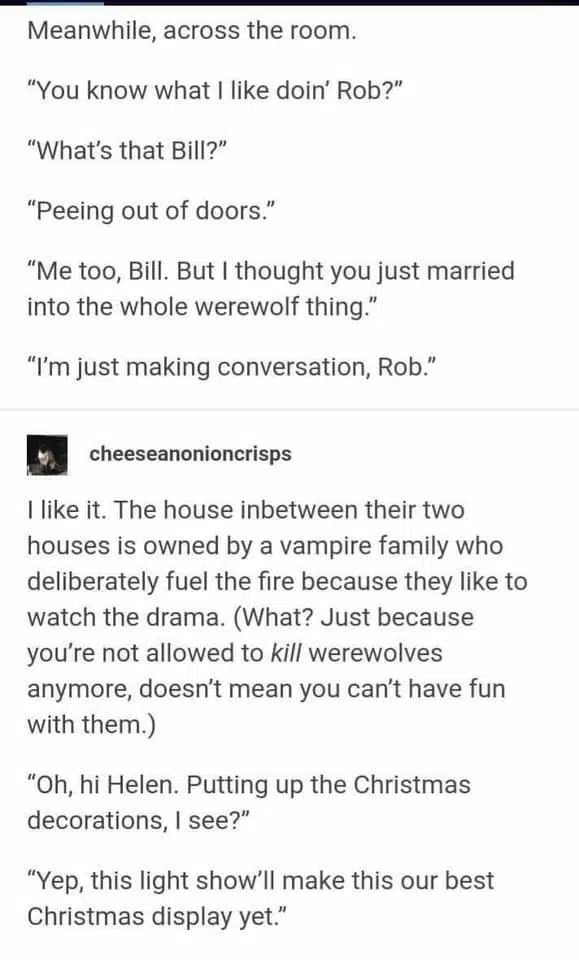 Meanwhile, across the room.
“You know what I like doin’ Rob?”
“What’s that Bill?”
“Peeing out of doors.”
“Me too, Bill. But I thought you just married
into the whole werewolf thing.”
“I’m just making conversation, Rob.”
cheeseanonioncrisps
I like it. The house inbetween their two
houses is owned by a vampire family who
deliberately fuel the fire because they like to
watch the drama. (What? Just because
you’re not allowed to kill werewolves
anymore, doesn’t mean you can’t have fun
with them.)
“Oh, hi Helen. Putting up the Christmas
decorations, I see?”
“Yep, this light show’ll make this our best
Christmas display yet.”